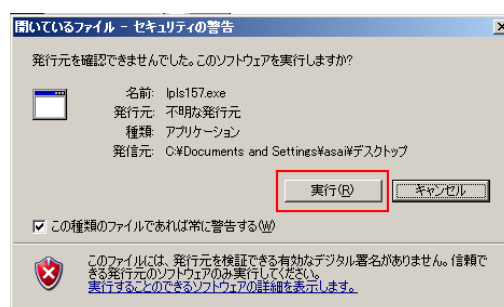 開いているファイル - セキュリティの警告
発行元を確認できませんでした。このソフトウェアを実行しますか?
名前: lpls157.exe
発行元: 不明な発行元
種類: アプリケーション
発信元: C:¥Documents and Settings¥asai¥デスクトップ
実行(R) キャンセル
この種類のファイルであれば常に警告する(W)
このファイルには、発行元を検証できる有効なデジタル署名がありません。信頼で
きる発行元のソフトウェアのみ実行してください。
実行することのできるソフトウェアの詳細を表示します。